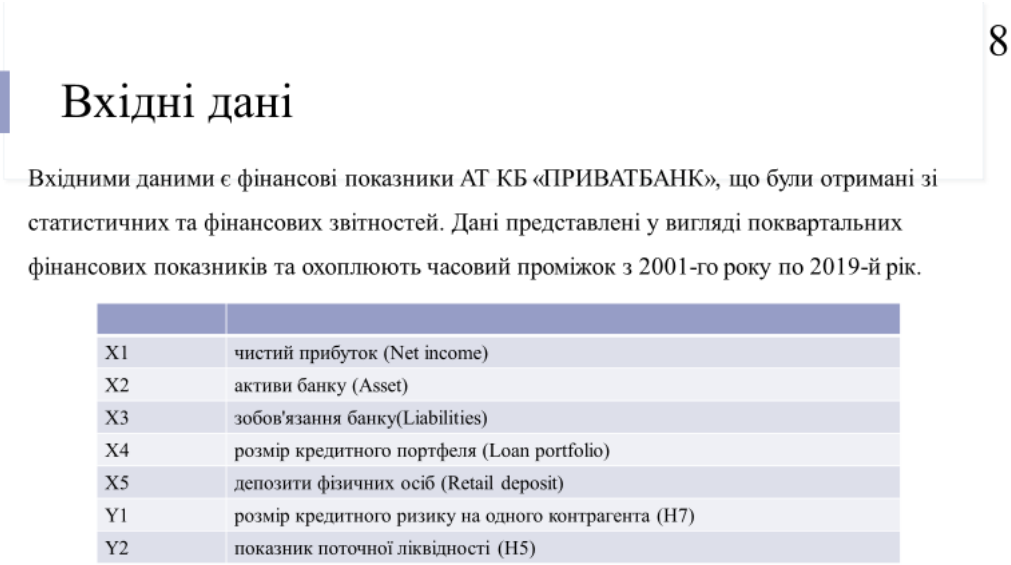 8
Вхідні дані
Вхідними даними є фінансові показники АТ КБ «ПРИВАТБАНК», що були отримані зі
статистичних та фінансових звітностей. Дані представлені у вигляді поквартальних
фінансових показників та охоплюють часовий проміжок з 2001-го року по 2019-й рік.
X1 чистий прибуток (Net income)
X2 активи банку (Asset)
X3 зобов'язання банку(Liabilities)
X4 розмір кредитного портфеля (Loan portfolio)
X5 депозити фізичних осіб (Retail deposit)
Y1 розмір кредитного ризику на одного контрагента (H7)
Y2 показник поточної ліквідності (H5)